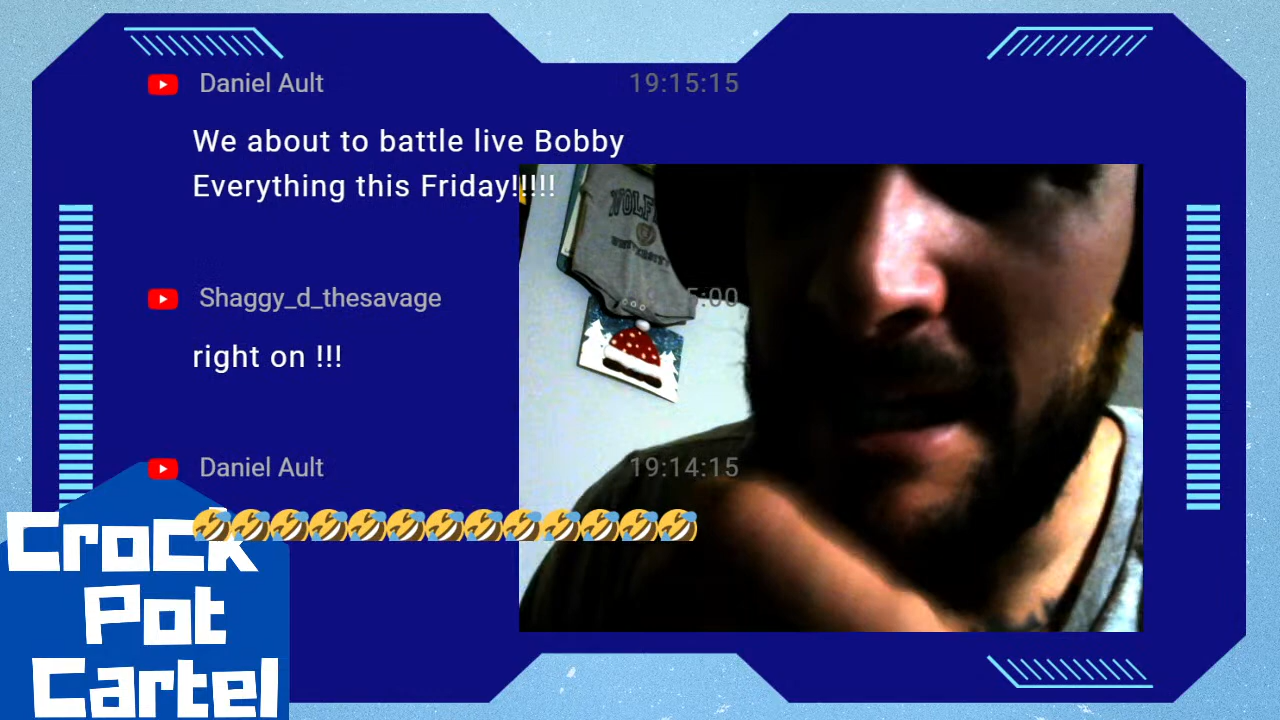 Daniel Ault 19:15:15
We about to battle live Bobby
Everything this Friday!!!!!
Shaggy_d_thesavage
right on !!!
Daniel Ault 19:14:15
🤣🤣🤣🤣🤣🤣🤣🤣🤣🤣🤣🤣🤣
Crock
Pot
Cartel